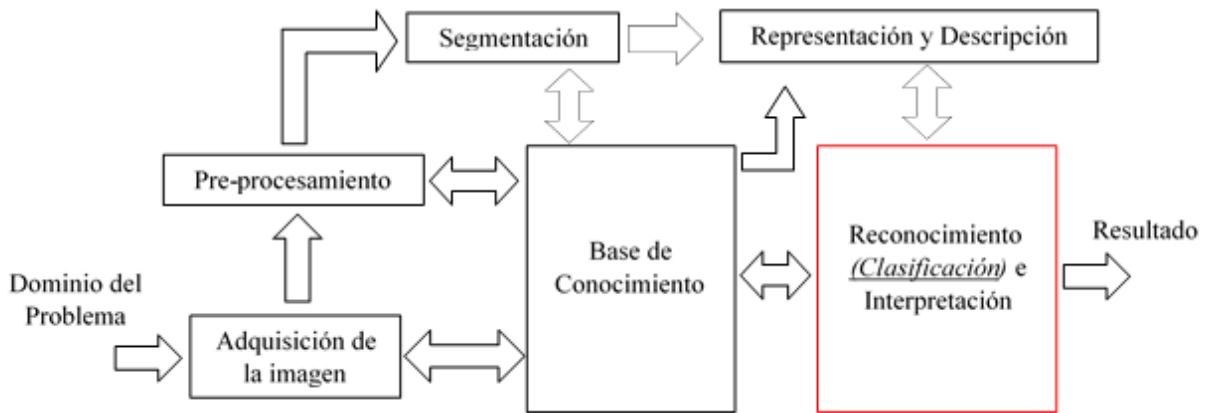 Segmentación
Representación y Descripción
Pre-procesamiento
Base de
Conocimiento
Reconocimiento
(Clasificación) e
Interpretación
Resultado
Dominio del
Problema
Adquisición de
la imagen